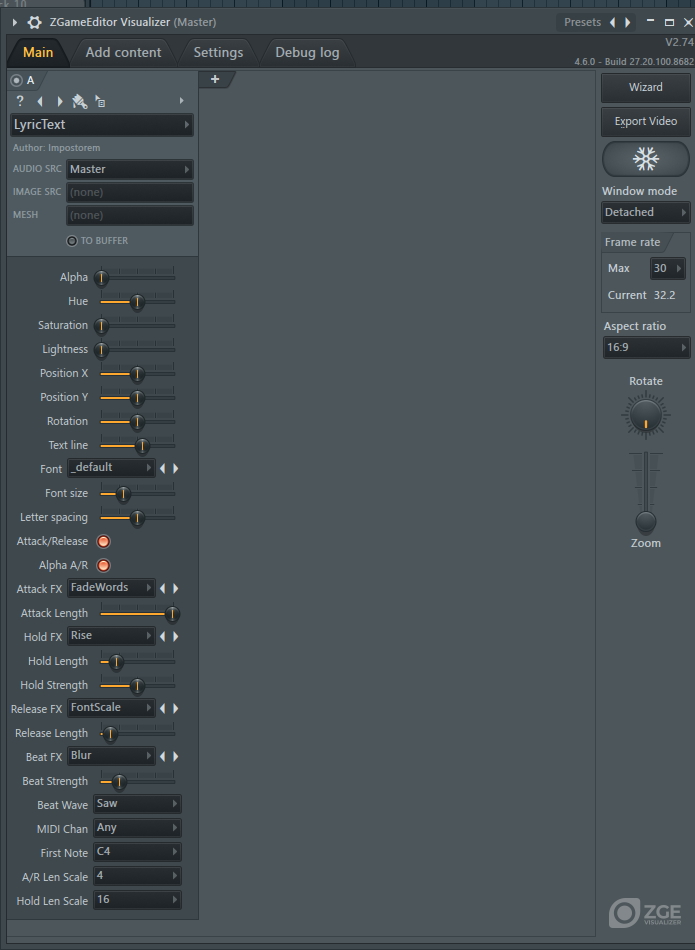 ck 10
ZGameEditor Visualizer (Master)
Presets
Main
Add content
Settings
Debug log
V2.74
4.6.0 - Build 27.20.100.8682
A
+
?
Wizard
LyricText
Export Video
Author: Impostorem
AUDIO SRC Master
IMAGE SRC (none)
MESH (none)
TO BUFFER
Window mode
Detached
Frame rate
Max 30
Current 32.2
Aspect ratio
16:9
Rotate
Zoom
Alpha
Hue
Saturation
Lightness
Position X
Position Y
Rotation
Text line
Font _default
Font size
Letter spacing
Attack/Release
Alpha A/R
Attack FX FadeWords
Attack Length
Hold FX Rise
Hold Length
Hold Strength
Release FX FontScale
Release Length
Beat FX Blur
Beat Strength
Beat Wave Saw
MIDI Chan Any
First Note C4
A/R Len Scale 4
Hold Len Scale 16
ZGE
VISUALIZER